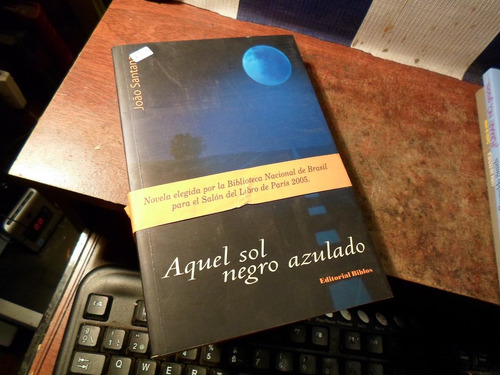 João Santana
Novela elegida por la Biblioteca Nacional de Brasil
para el Salón del Libro de París 2005.
Aquel sol
negro azulado
Editorial Biblos
Q
W
E
R